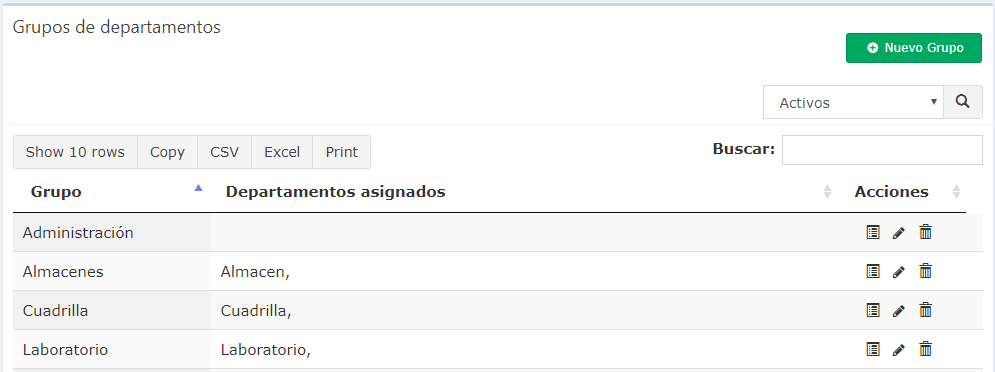 Grupos de departamentos
Nuevo Grupo
Activos
Show 10 rows Copy CSV Excel Print Buscar:
Grupo Departamentos asignados Acciones
Administración
Almacenes Almacen,
Cuadrilla Cuadrilla,
Laboratorio Laboratorio,